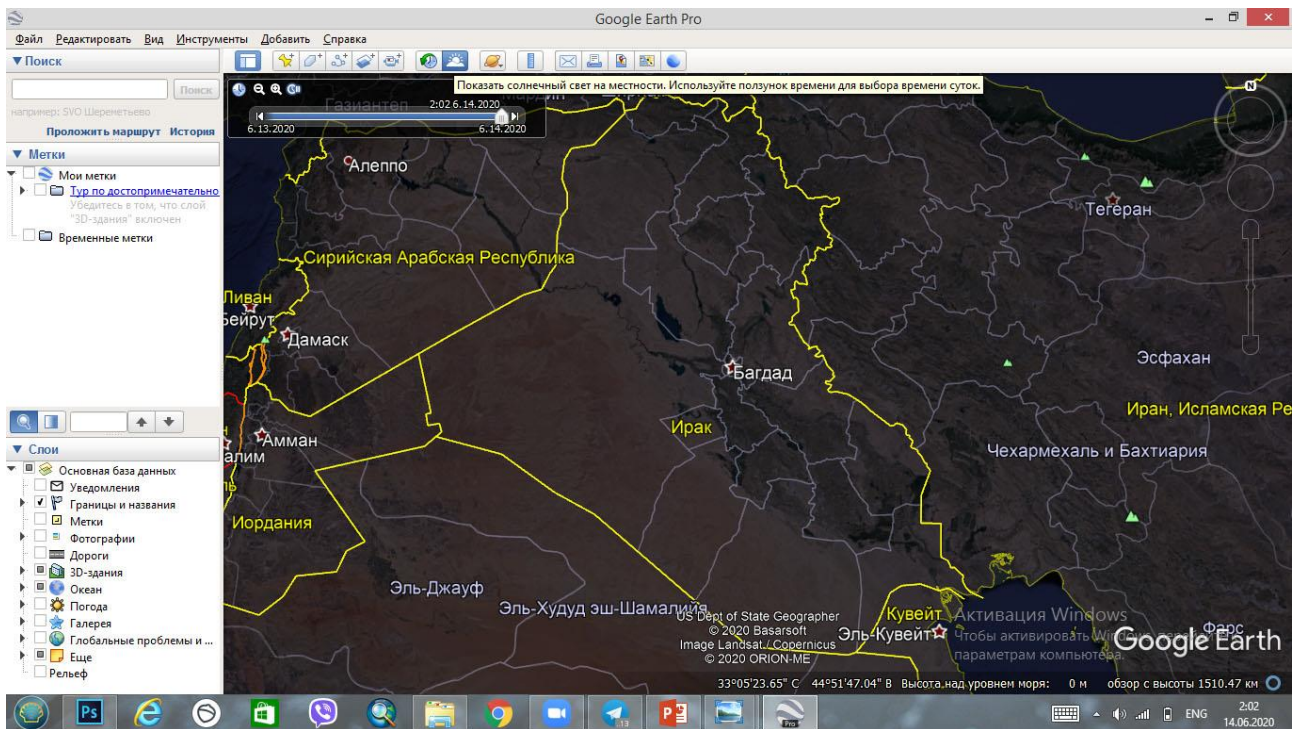 Google Earth Pro
Файл Редактировать Вид Инструменты Добавить Справка
Поиск
Поиск
например: SVO Шереметьево
Проложить маршрут История
Метки
Мои метки
Тур по достопримечательно
Убедитесь в том, что слой
"3D-здания" включен
Временные метки
Слои
Основная база данных
Уведомления
Границы и названия
Метки
Фотографии
Дороги
3D-здания
Океан
Погода
Галерея
Глобальные проблемы и ...
Еще
Рельеф
Показать солнечный свет на местности. Используйте ползунок времени для выбора времени суток.
Газиантеп
2:02 6.14.2020
6.13.2020 6.14.2020
N
Алеппо
Тегеран
Сирийская Арабская Республика
Ливан
Бейрут
Дамаск
Багдад
Эсфахан
Ирак
Иран, Исламская Ре
Амман
алим
Чехармехаль и Бахтиария
Иордания
Эль-Джауф
Эль-Худуд эш-Шамалийя
Кувейт
Эль-Кувейт
Фарс
US Dept of State Geographer
© 2020 Basarsoft
Image Landsat / Copernicus
© 2020 ORION-ME
Активация Windows
Чтобы активировать Windows,
параметрам компьютера.
Google Earth
33°05'23.65" С 44°51'47.04" В Высота над уровнем моря: 0 м обзор с высоты 1510.47 км
Ps
13
Pro
ENG
2:02
14.06.2020